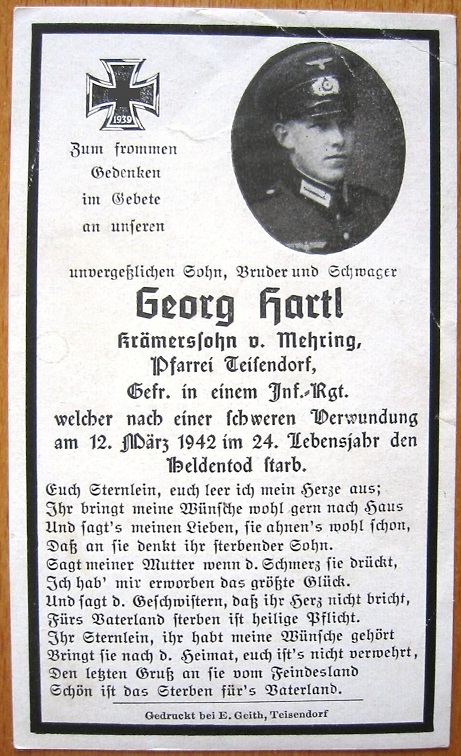 1939
Zum frommen
Gedenken
im Gebete
an unseren
unvergeßlichen Sohn, Bruder und Schwager
Georg Hartl
Krämerssohn v. Mehring,
Pfarrei Teisendorf,
Gefr. in einem Inf.-Rgt.
welcher nach einer schweren Verwundung
am 12. März 1942 im 24. Lebensjahr den
Heldentod starb.
Euch Sternlein, euch leer ich mein Herze aus;
Ihr bringt meine Wünsche wohl gern nach Haus
Und sagt's meinen Lieben, sie ahnen's wohl schon,
Daß an sie denkt ihr sterbender Sohn.
Sagt meiner Mutter wenn d. Schmerz sie drückt,
Ich hab' mir erworben das größte Glück.
Und sagt d. Geschwistern, daß ihr Herz nicht bricht,
Fürs Vaterland sterben ist heilige Pflicht.
Ihr Sternlein, ihr habt meine Wünsche gehört
Bringt sie nach d. Heimat, euch ist's nicht verwehrt,
Den letzten Gruß an sie vom Feindesland
Schön ist das Sterben für's Vaterland.
Gedruckt bei E. Geith, Teisendorf